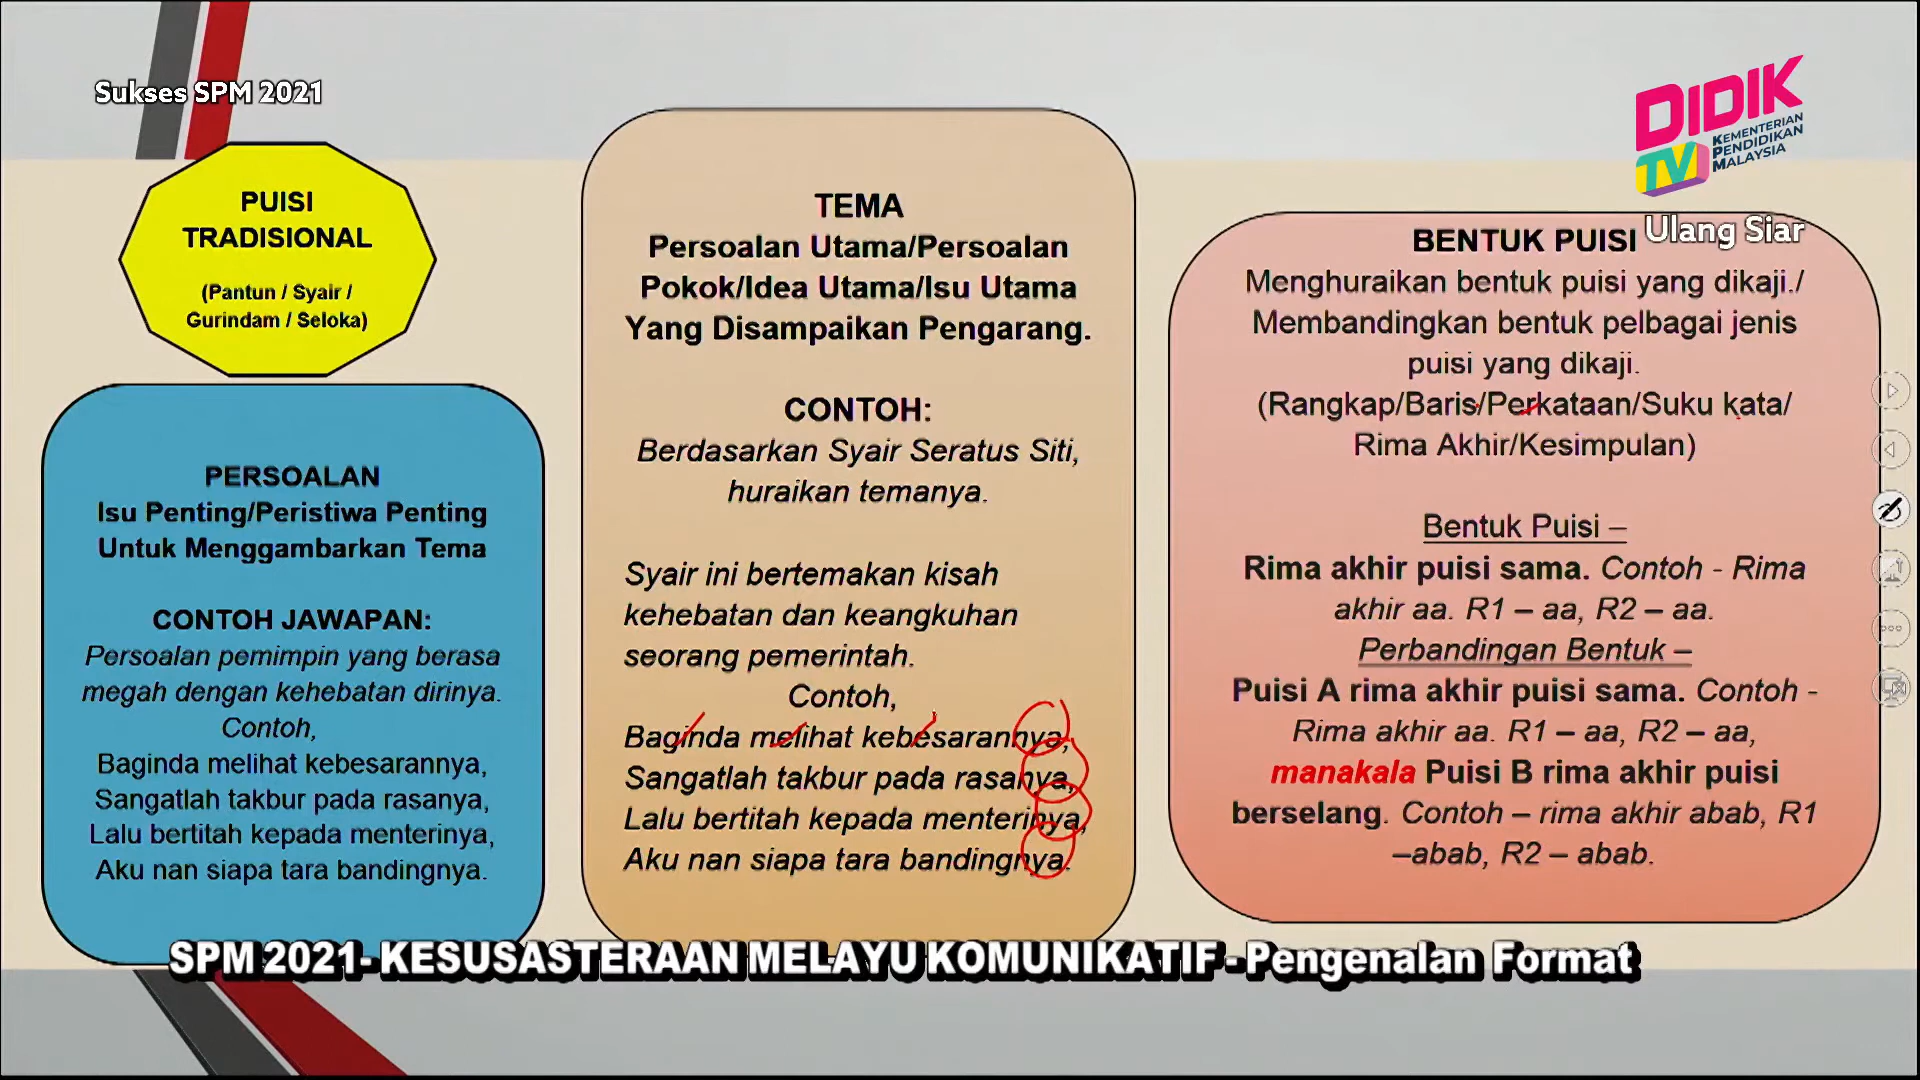 Sukses SPM 2021
DIDIK
TV
KEMENTERIAN
PENDIDIKAN
MALAYSIA
Ulang Siar
PUISI
TRADISIONAL
(Pantun / Syair /
Gurindam / Seloka)
PERSOALAN
Isu Penting/Peristiwa Penting
Untuk Menggambarkan Tema
CONTOH JAWAPAN:
Persoalan pemimpin yang berasa
megah dengan kehebatan dirinya.
Contoh,
Baginda melihat kebesarannya,
Sangatlah takbur pada rasanya,
Lalu bertitah kepada menterinya,
Aku nan siapa tara bandingnya.
TEMA
Persoalan Utama/Persoalan
Pokok/Idea Utama/Isu Utama
Yang Disampaikan Pengarang.
CONTOH:
Berdasarkan Syair Seratus Siti,
huraikan temanya.
Syair ini bertemakan kisah
kehebatan dan keangkuhan
seorang pemerintah.
Contoh,
Baginda melihat kebesarannya,
Sangatlah takbur pada rasanya,
Lalu bertitah kepada menterinya,
Aku nan siapa tara bandingnya.
BENTUK PUISI
Menghuraikan bentuk puisi yang dikaji./
Membandingkan bentuk pelbagai jenis
puisi yang dikaji.
(Rangkap/Baris/Perkataan/Suku kata/
Rima Akhir/Kesimpulan)
Bentuk Puisi –
Rima akhir puisi sama. Contoh - Rima
akhir aa. R1 – aa, R2 – aa.
Perbandingan Bentuk –
Puisi A rima akhir puisi sama. Contoh -
Rima akhir aa. R1 – aa, R2 – aa,
manakala Puisi B rima akhir puisi
berselang. Contoh – rima akhir abab, R1
–abab, R2 – abab.
SPM 2021- KESUSASTERAAN MELAYU KOMUNIKATIF - Pengenalan Format